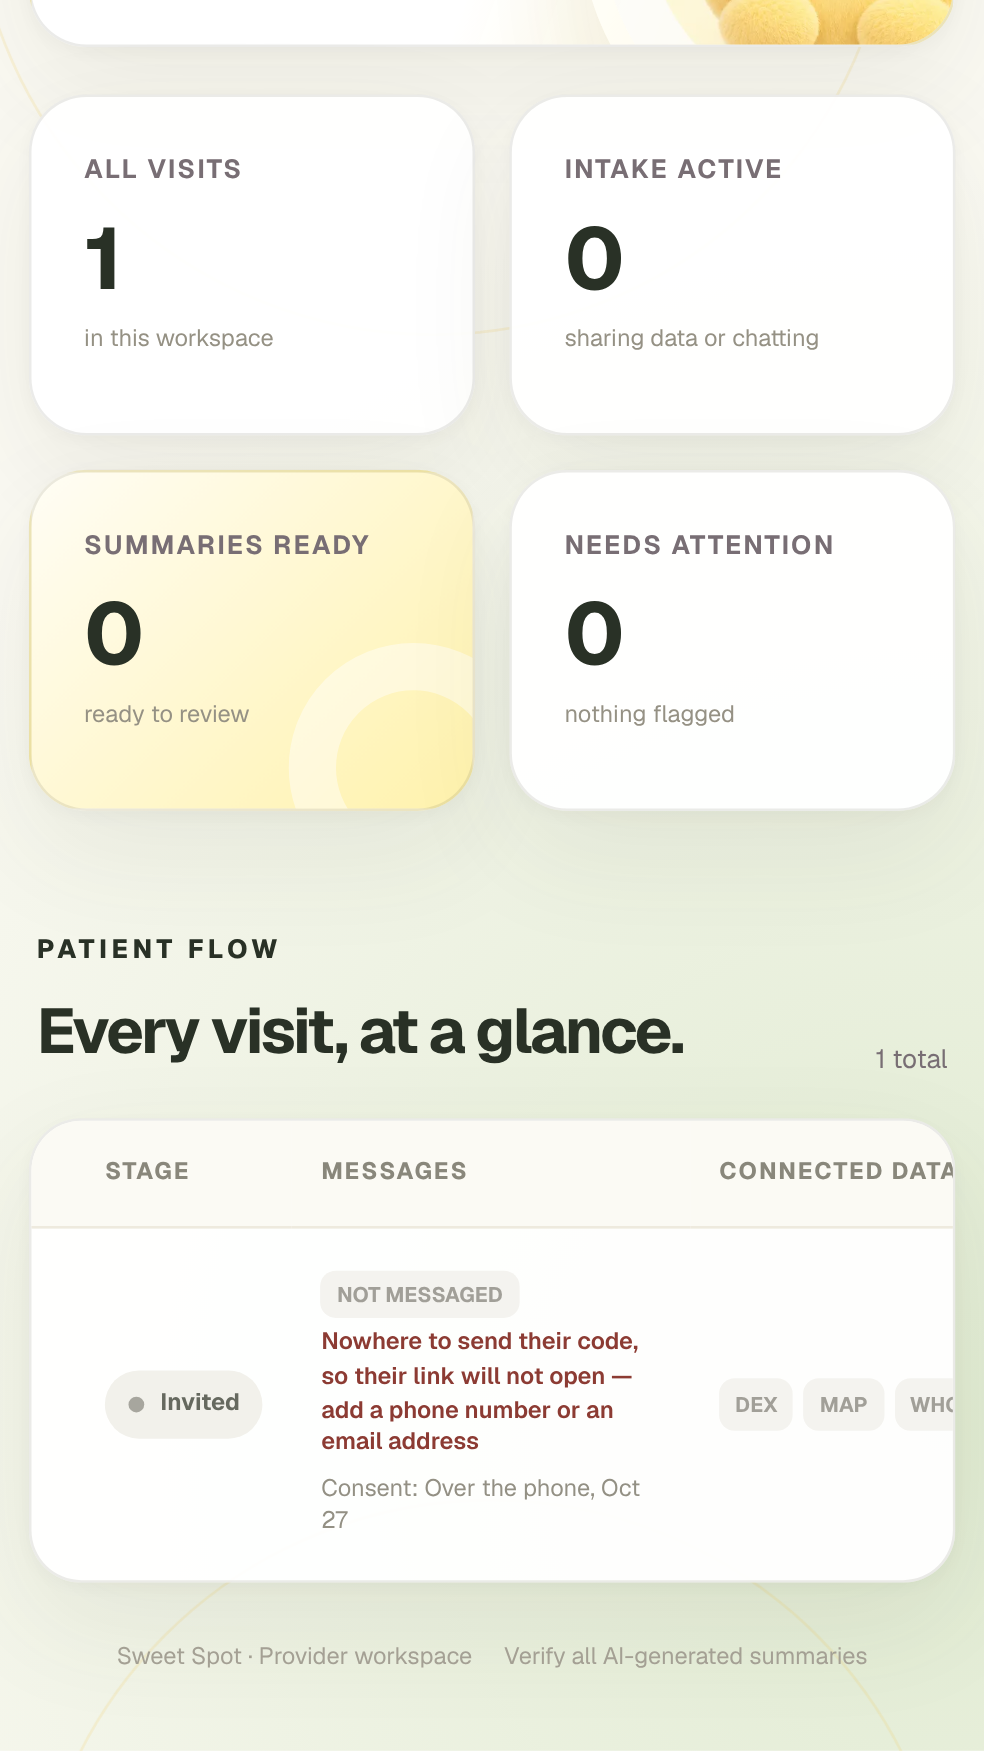 ALL VISITS
1
in this workspace
INTAKE ACTIVE
0
sharing data or chatting
SUMMARIES READY
0
ready to review
NEEDS ATTENTION
0
nothing flagged
PATIENT FLOW
Every visit, at a glance.
1 total
STAGE
MESSAGES
CONNECTED DATA
Invited
NOT MESSAGED
Nowhere to send their code,
so their link will not open —
add a phone number or an
email address
Consent: Over the phone, Oct
27
DEX
MAP
Sweet Spot · Provider workspace
Verify all AI-generated summaries